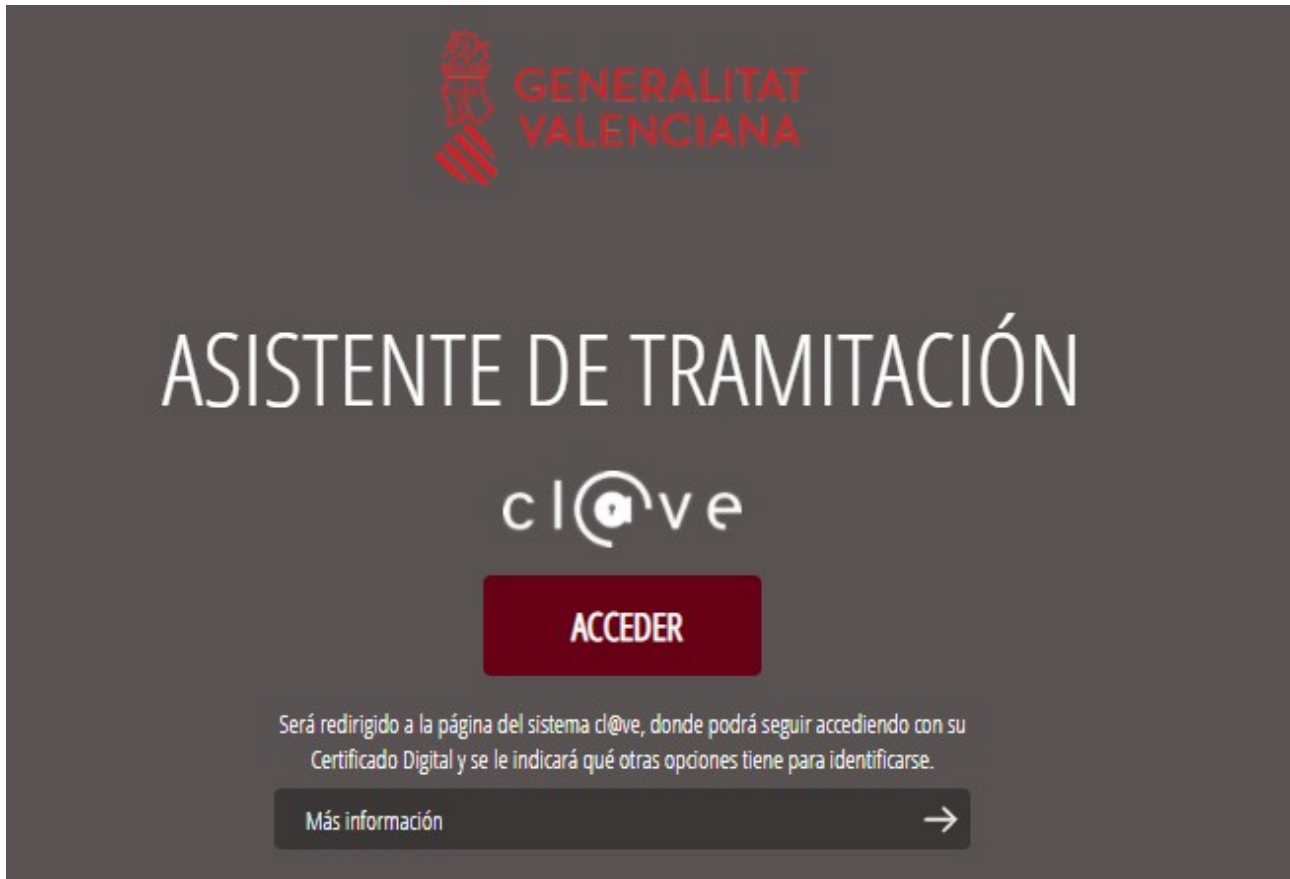 GENERALITAT
VALENCIANA
ASISTENTE DE TRAMITACIÓN
cl@ve
ACCEDER
Será redirigido a la página del sistema cl@ve, donde podrá seguir accediendo con su
Certificado Digital y se le indicará qué otras opciones tiene para identificarse.
Más información